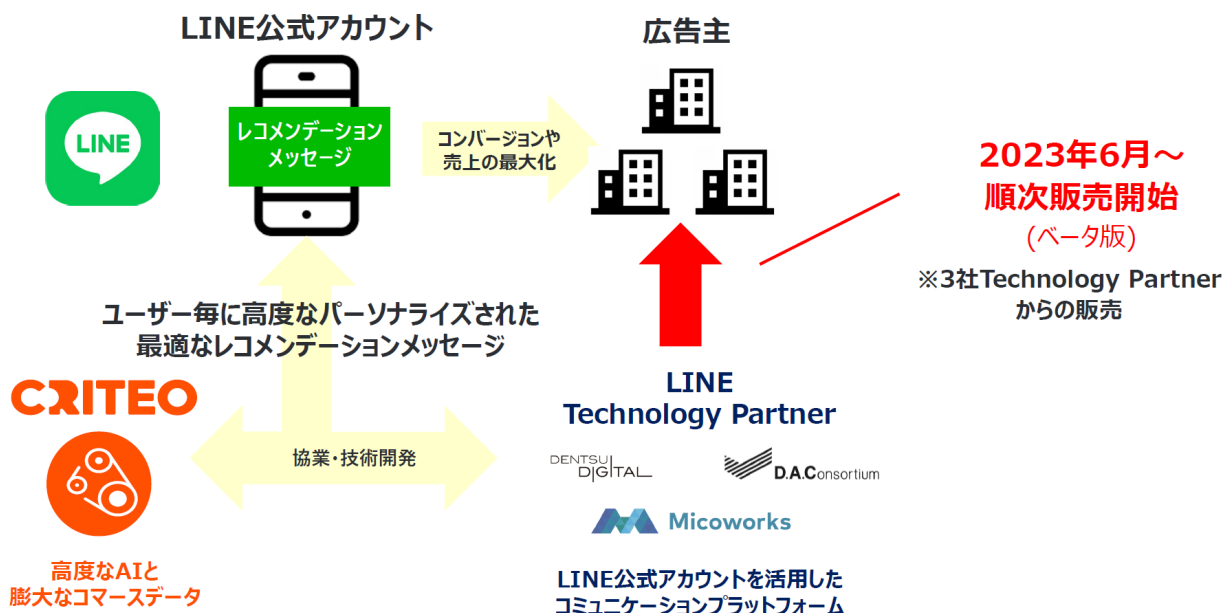 LINE公式アカウント
広告主
LINE
レコメンデーション
メッセージ
コンバージョンや
売上の最大化
2023年6月～
順次販売開始
(ベータ版)
※3社Technology Partner
からの販売
ユーザー毎に高度なパーソナライズされた
最適なレコメンデーションメッセージ
CRITEO
協業・技術開発
高度なAIと
膨大なコマースデータ
LINE
Technology Partner
DENTSU
DIGITAL
D.A.Consortium
Micoworks
LINE公式アカウントを活用した
コミュニケーションプラットフォーム